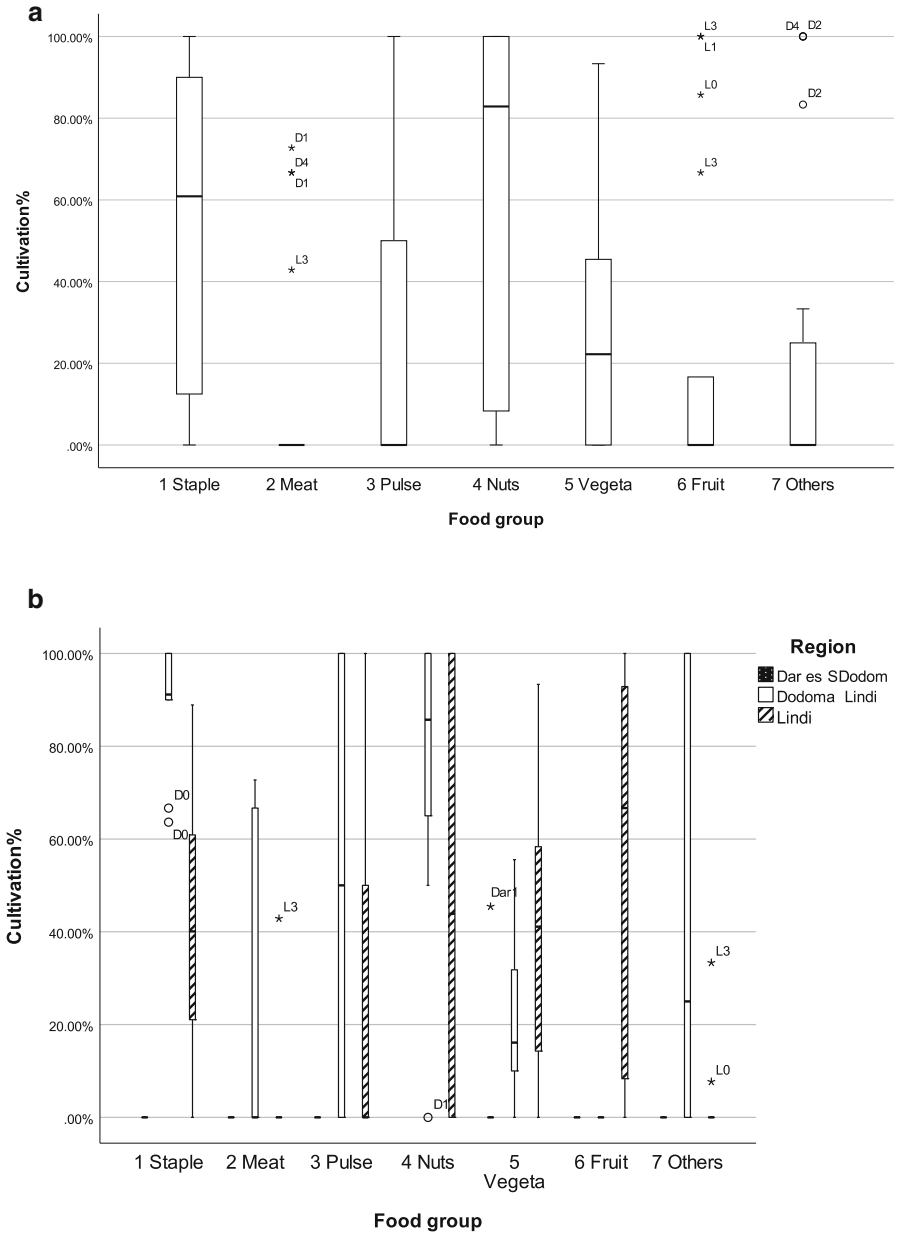 a
100.00%
80.00%
60.00%
40.00%
20.00%
.00%
Cultivation%
D1
D4
D1
L3
L3
L1
L0
L3
D4 D2
D2
1 Staple 2 Meat 3 Pulse 4 Nuts 5 Vegeta 6 Fruit 7 Others
Food group
b
100.00%
80.00%
60.00%
40.00%
20.00%
.00%
Cultivation%
D0
D0
L3
D1
Dar1
L3
L0
Region
Dar es SDodom
Dodoma Lindi
Lindi
1 Staple 2 Meat 3 Pulse 4 Nuts 5 6 Fruit 7 Others
Vegeta
Food group